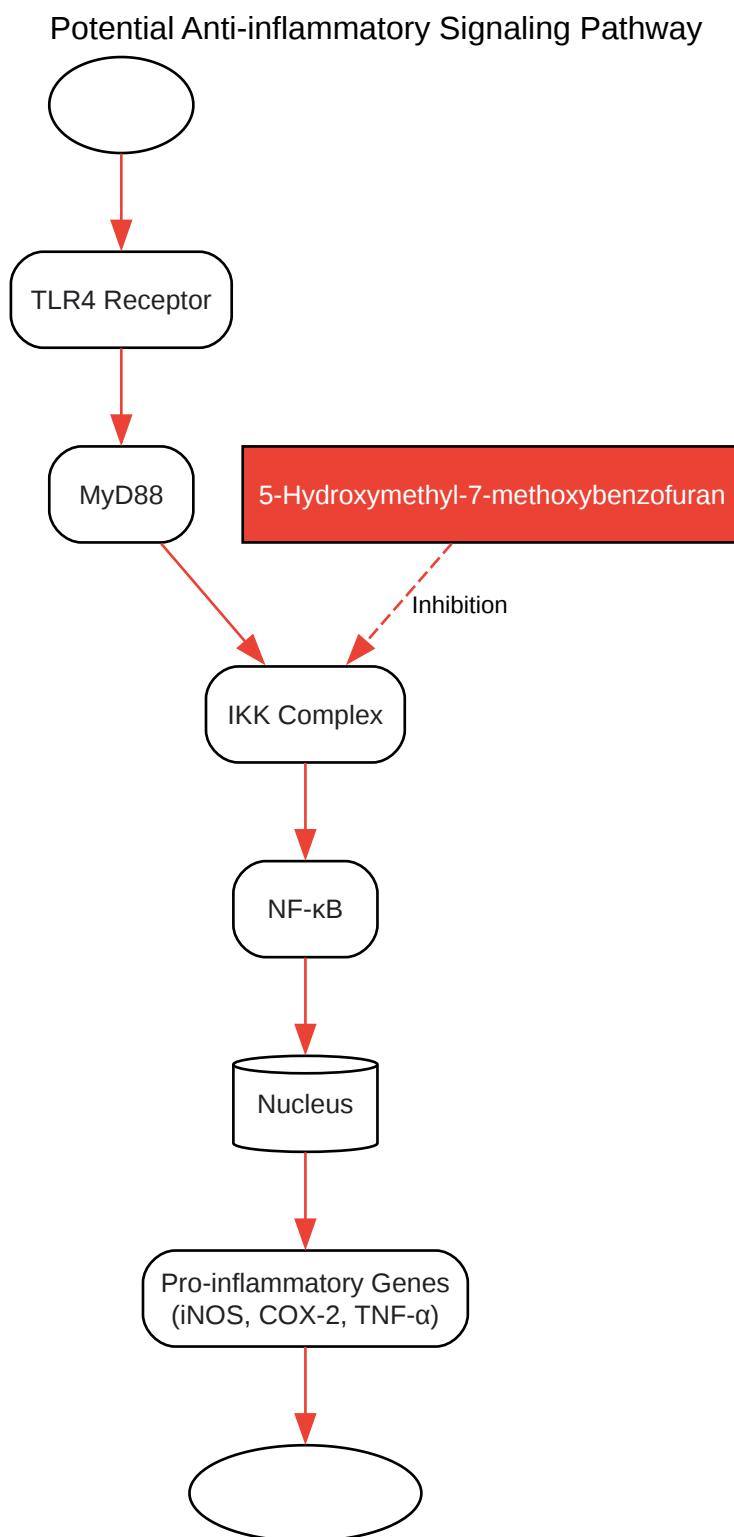 Potential Anti-inflammatory Signaling Pathway
TLR4 Receptor
MyD88
5-Hydroxymethyl-7-methoxybenzofuran
Inhibition
IKK Complex
NF-κB
Nucleus
Pro-inflammatory Genes
(iNOS, COX-2, TNF-α)